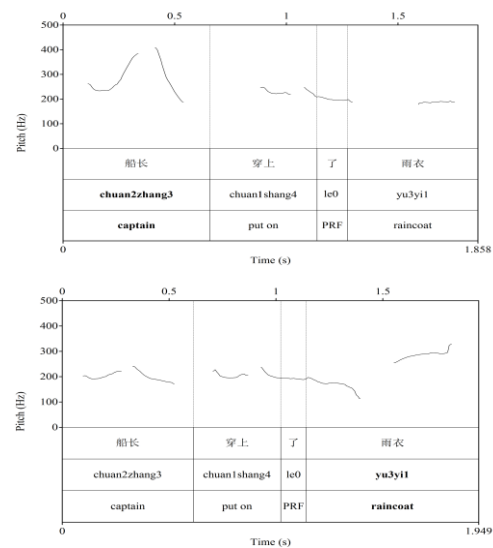 0 0.5 1 1.5
500
400
300
200
100
0
Pitch (Hz)
船长 穿上 了 雨衣
chuan2zhang3 chuan1shang4 le0 yu3yi1
captain put on PRF raincoat
0 1.858
Time (s)
0 0.5 1 1.5
500
400
300
200
100
0
Pitch (Hz)
船长 穿上 了 雨衣
chuan2zhang3 chuan1shang4 le0 yu3yi1
captain put on PRF raincoat
0 1.949
Time (s)